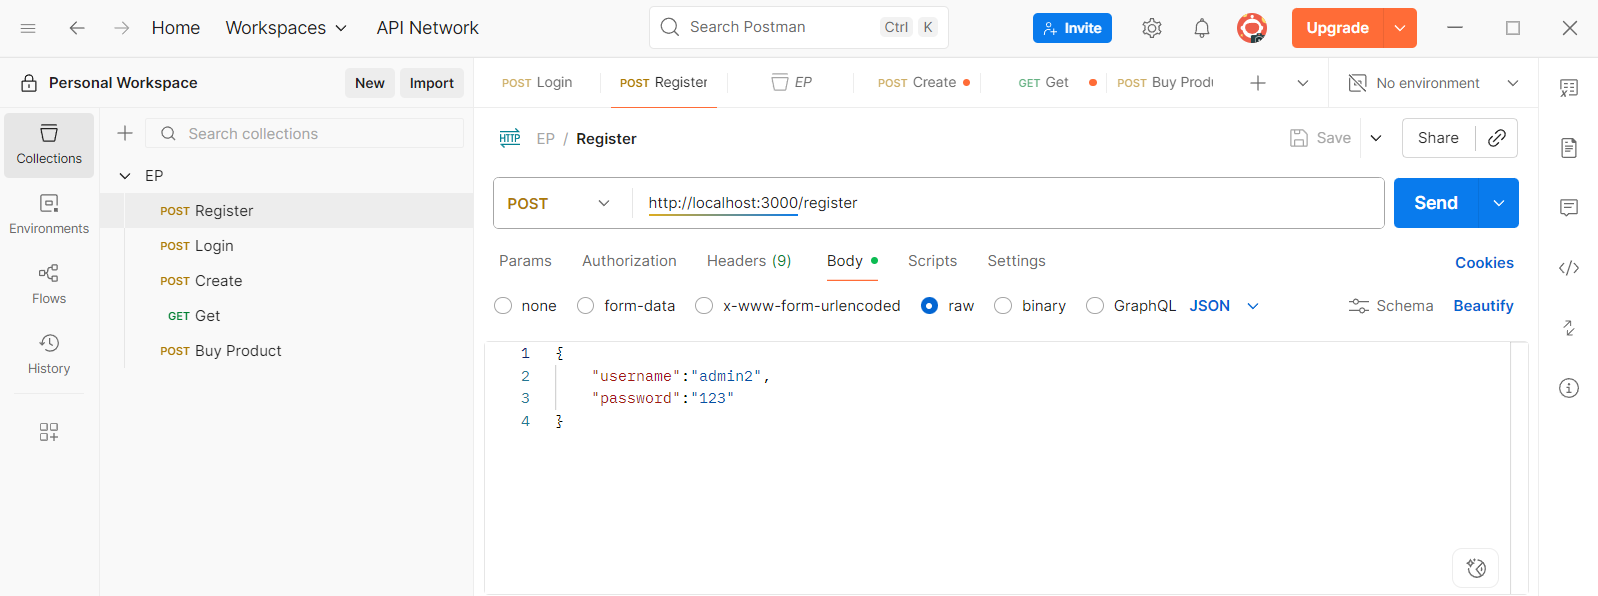 Home Workspaces API Network Search Postman Ctrl K Invite Upgrade
Personal Workspace New Import
POST Login POST Register EP POST Create GET Get POST Buy Produ No environment
Collections
Environments
Flows
History
Search collections
EP
POST Register
POST Login
POST Create
GET Get
POST Buy Product
HTTP EP / Register Save Share
POST http://localhost:3000/register Send
Params Authorization Headers (9) Body Scripts Settings Cookies
none form-data x-www-form-urlencoded raw binary GraphQL JSON Schema Beautify
1 {
2 "username":"admin2",
3 "password":"123"
4 }